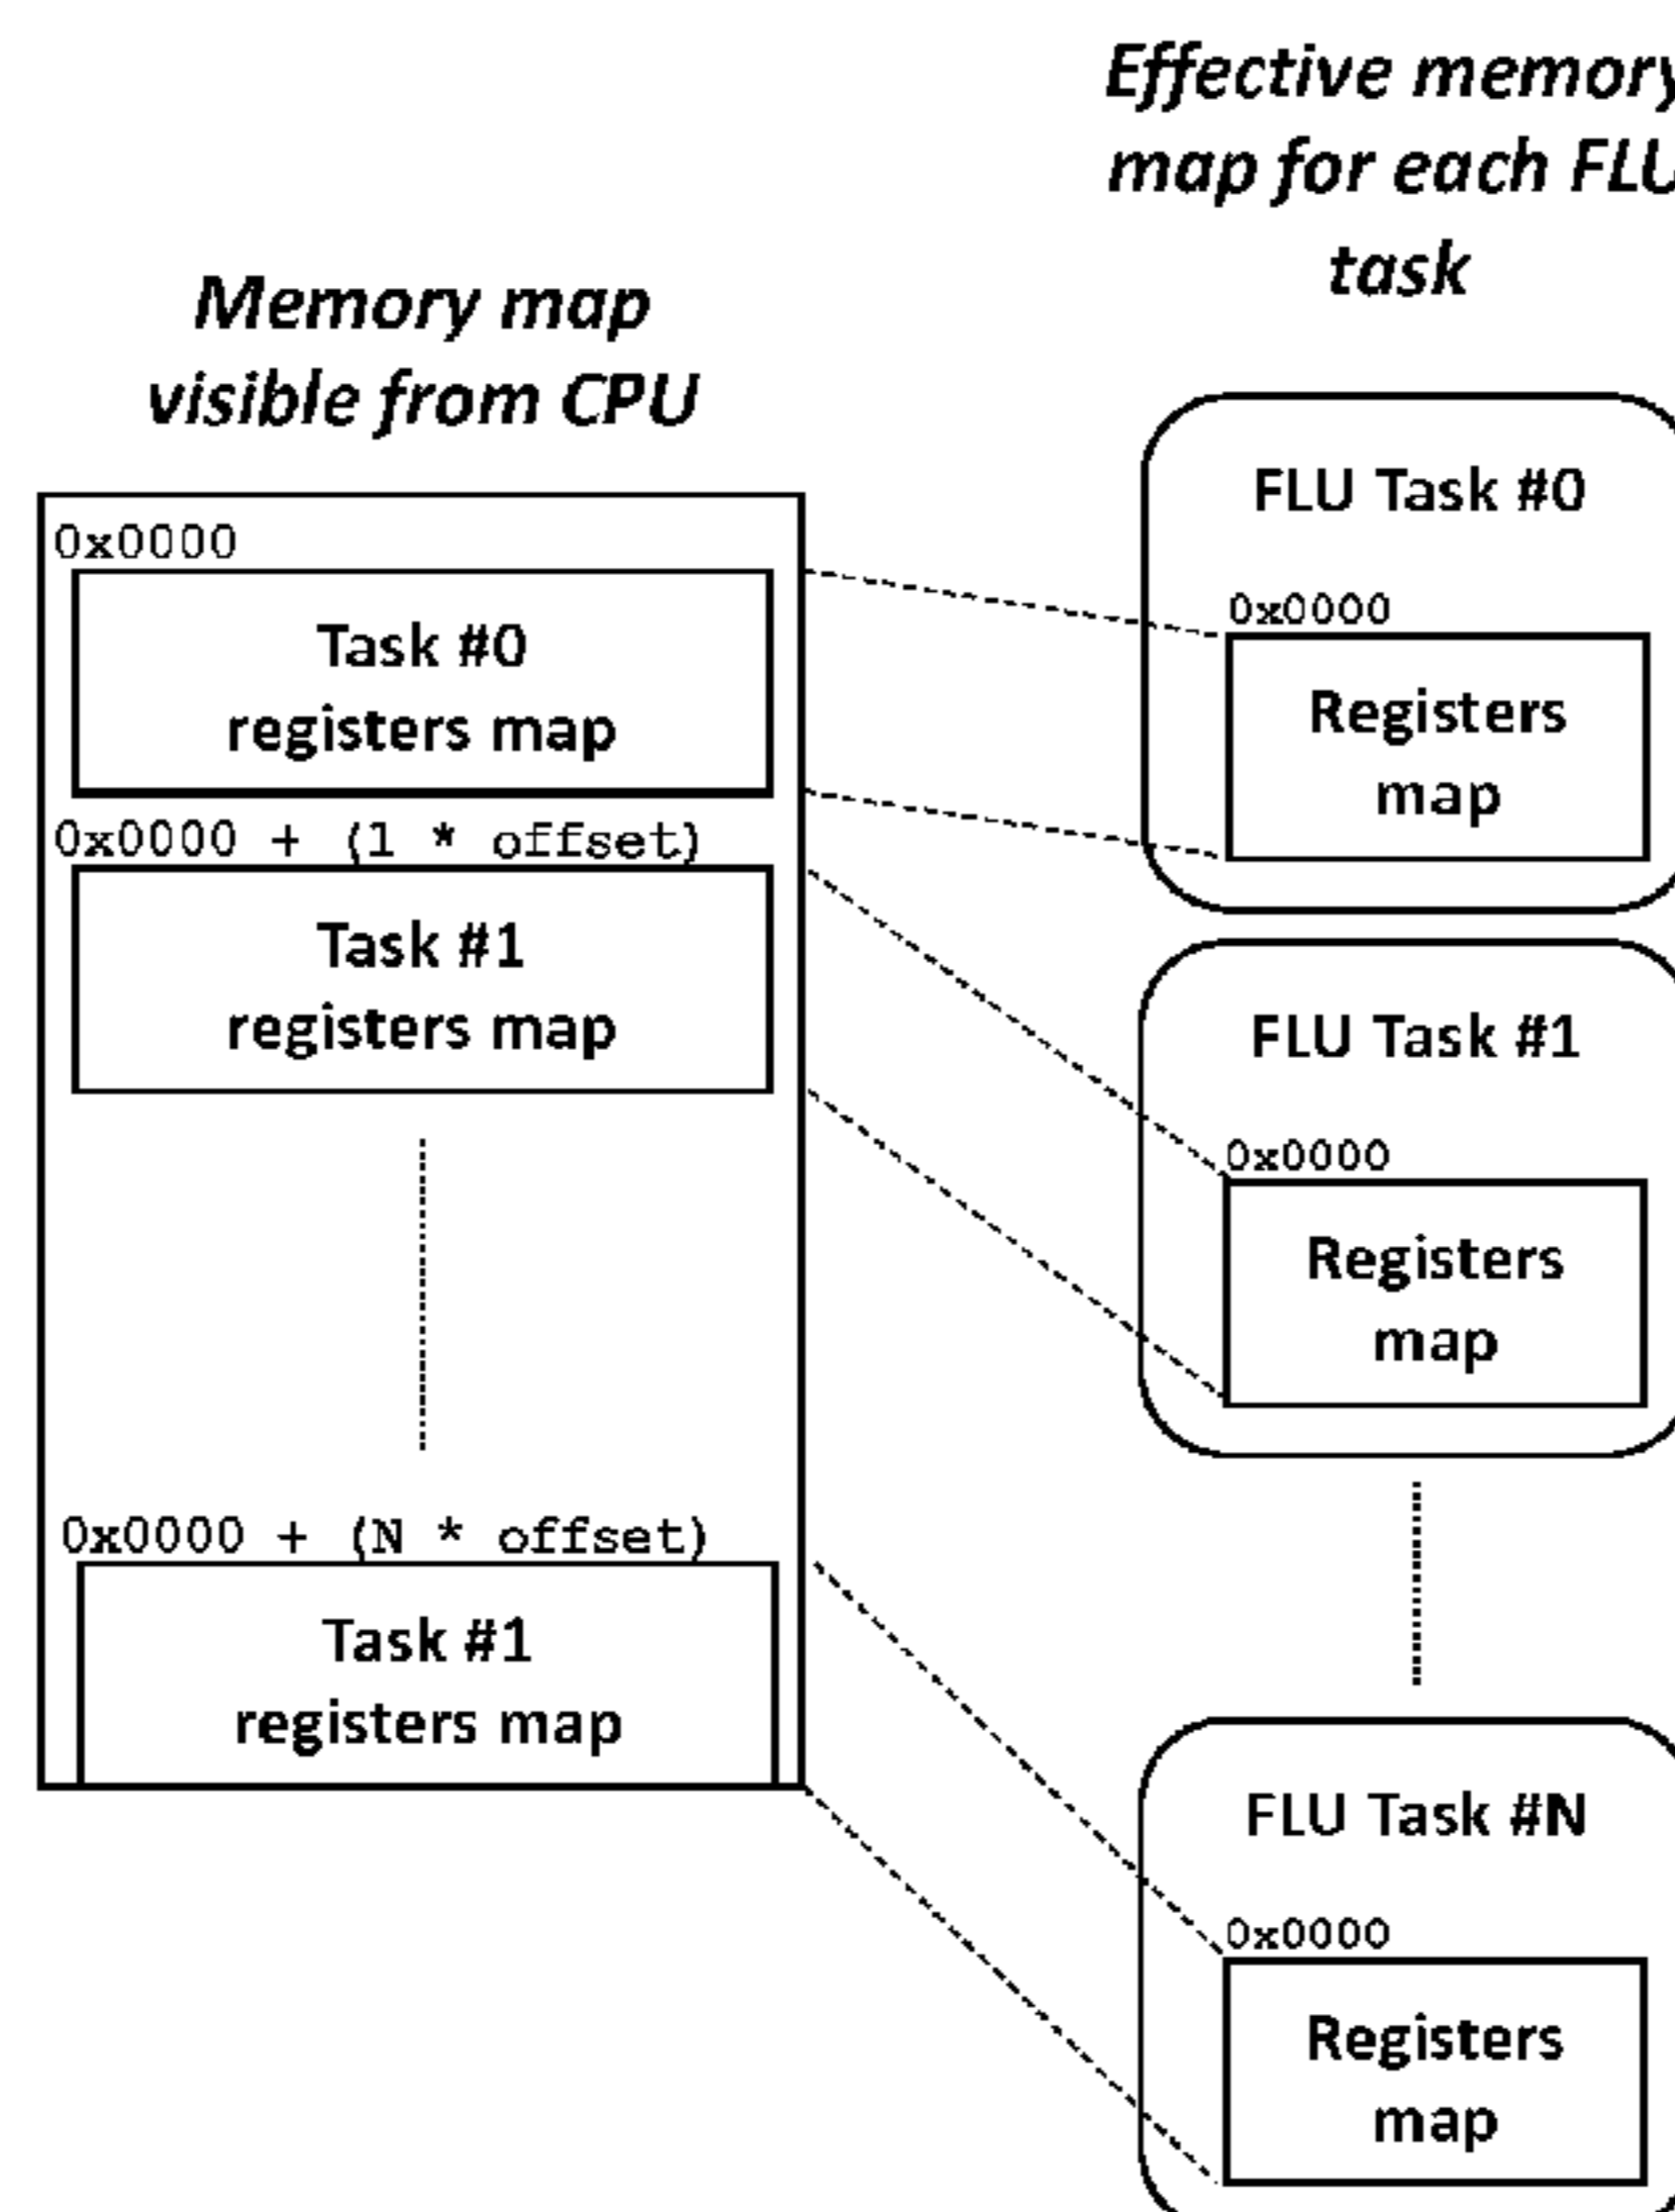 Effective memory
map for each FLU
task
Memory map
visible from CPU
0x0000
Task #0
registers map
0x0000 + (1 * offset)
Task #1
registers map
0x0000 + (N * offset)
Task #1
registers map
FLU Task #0
0x0000
Registers
map
FLU Task #1
0x0000
Registers
map
FLU Task #N
0x0000
Registers
map